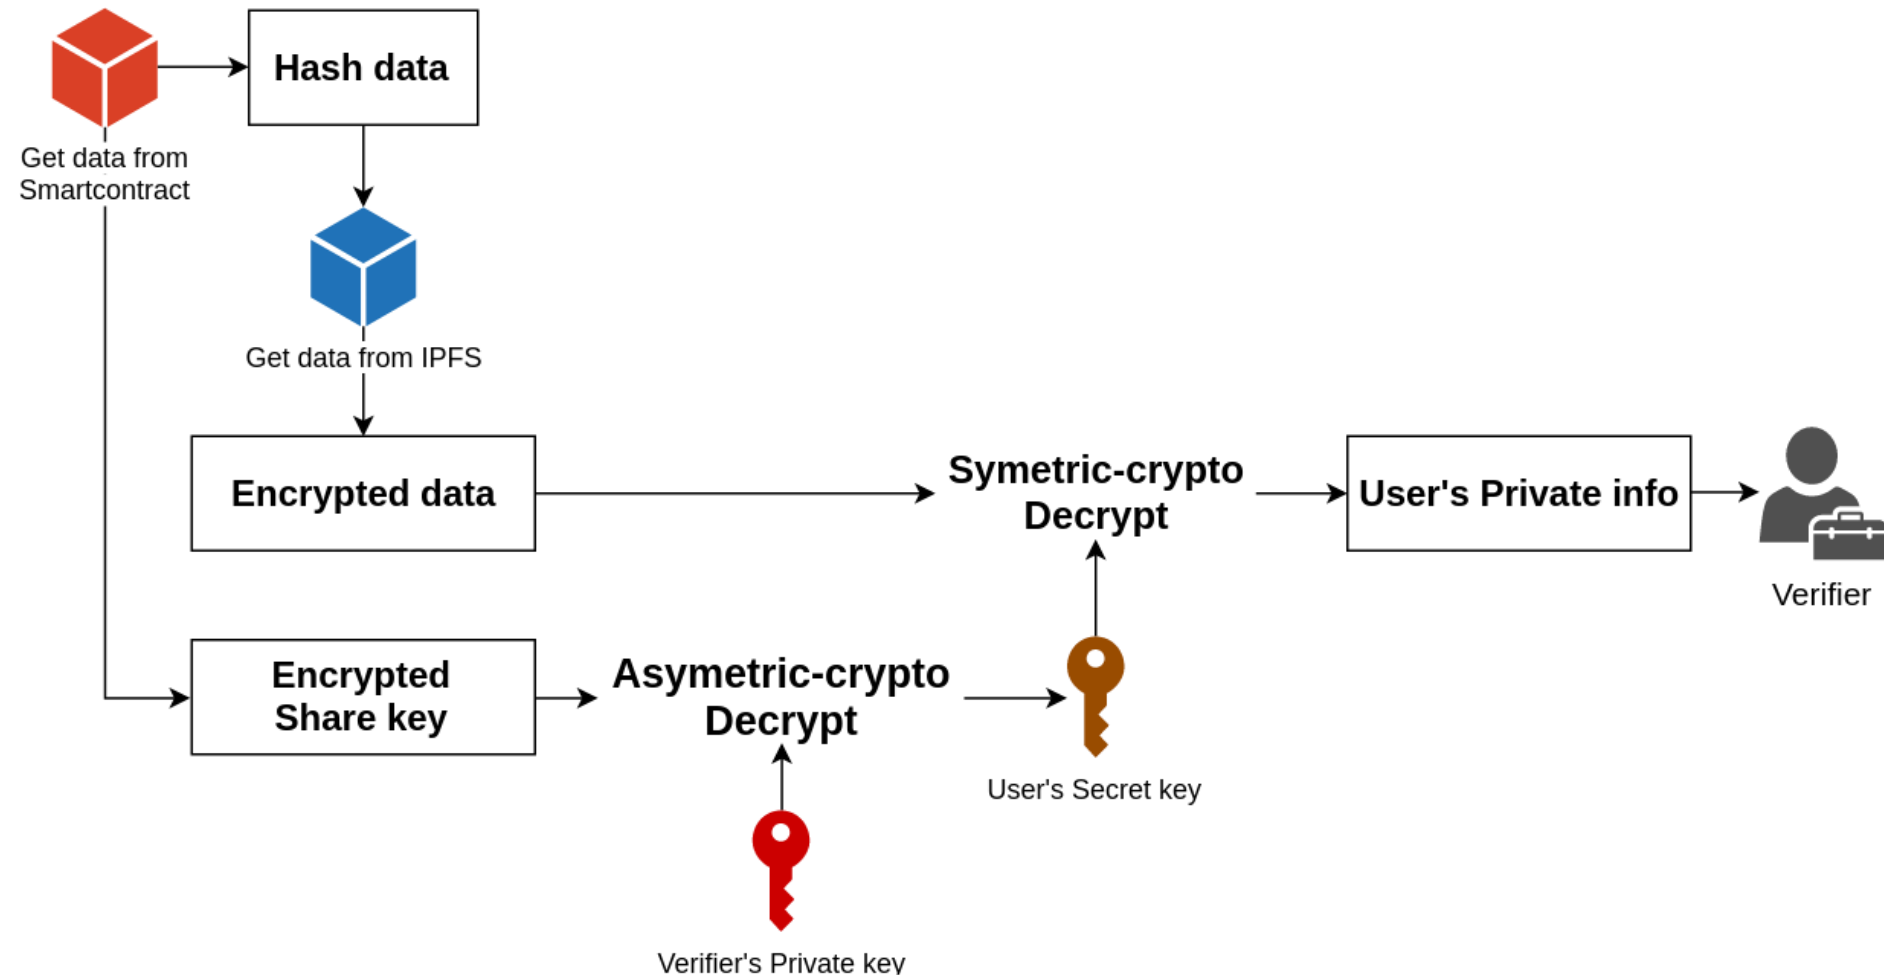 Hash data
Get data from
Smartcontract
Get data from IPFS
Encrypted data
Symetric-crypto
Decrypt
User's Private info
Verifier
Encrypted
Share key
Asymetric-crypto
Decrypt
User's Secret key
Verifier's Private key